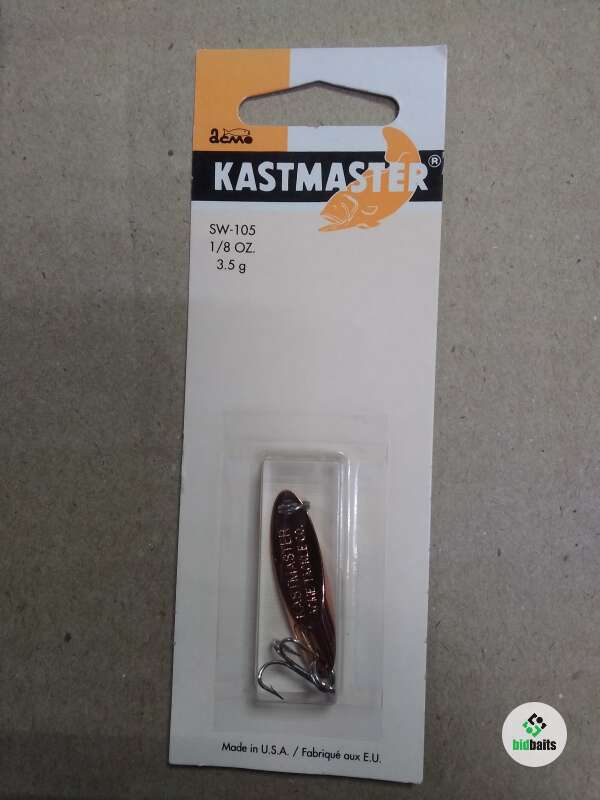 acme
KASTMASTER®
SW-105
1/8 OZ.
3.5 g
KASTMASTER
ACME TACKLE CO.
Made in U.S.A. / Fabriqué aux E.U.
bidbaits